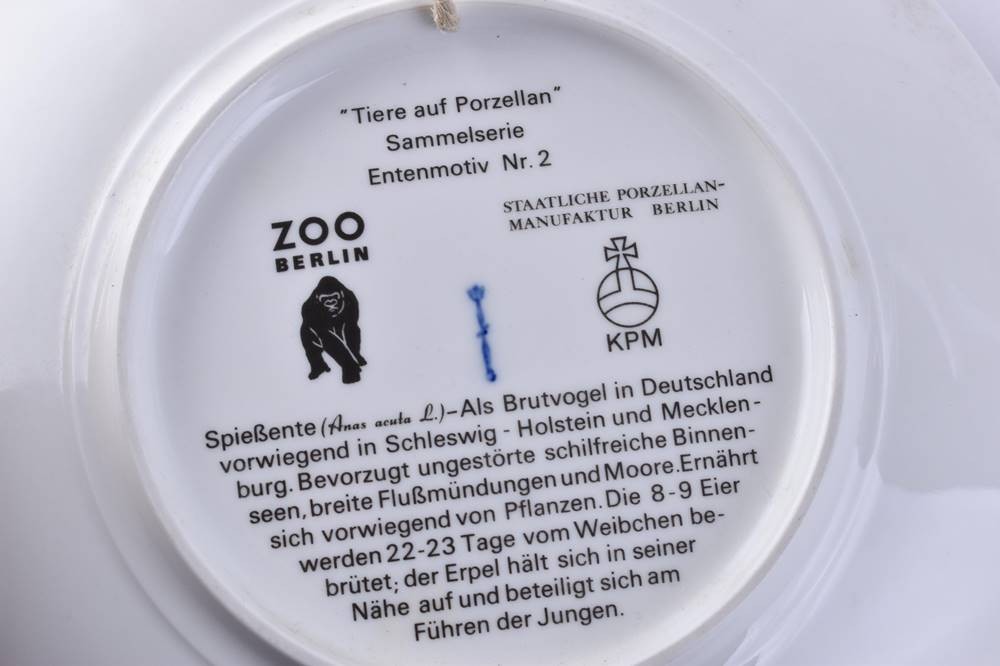 "Tiere auf Porzellan"
Sammelserie
Entenmotiv Nr. 2
ZOO
BERLIN
STAATLICHE PORZELLAN-
MANUFAKTUR BERLIN
KPM
Spießente (Anas acuta L.)-Als Brutvogel in Deutschland
vorwiegend in Schleswig - Holstein und Mecklen-
burg. Bevorzugt ungestörte schilfreiche Binnen-
seen, breite Flußmündungen und Moore. Ernährt
sich vorwiegend von Pflanzen. Die 8-9 Eier
werden 22-23 Tage vom Weibchen be-
brütet; der Erpel hält sich in seiner
Nähe auf und beteiligt sich am
Führen der Jungen.